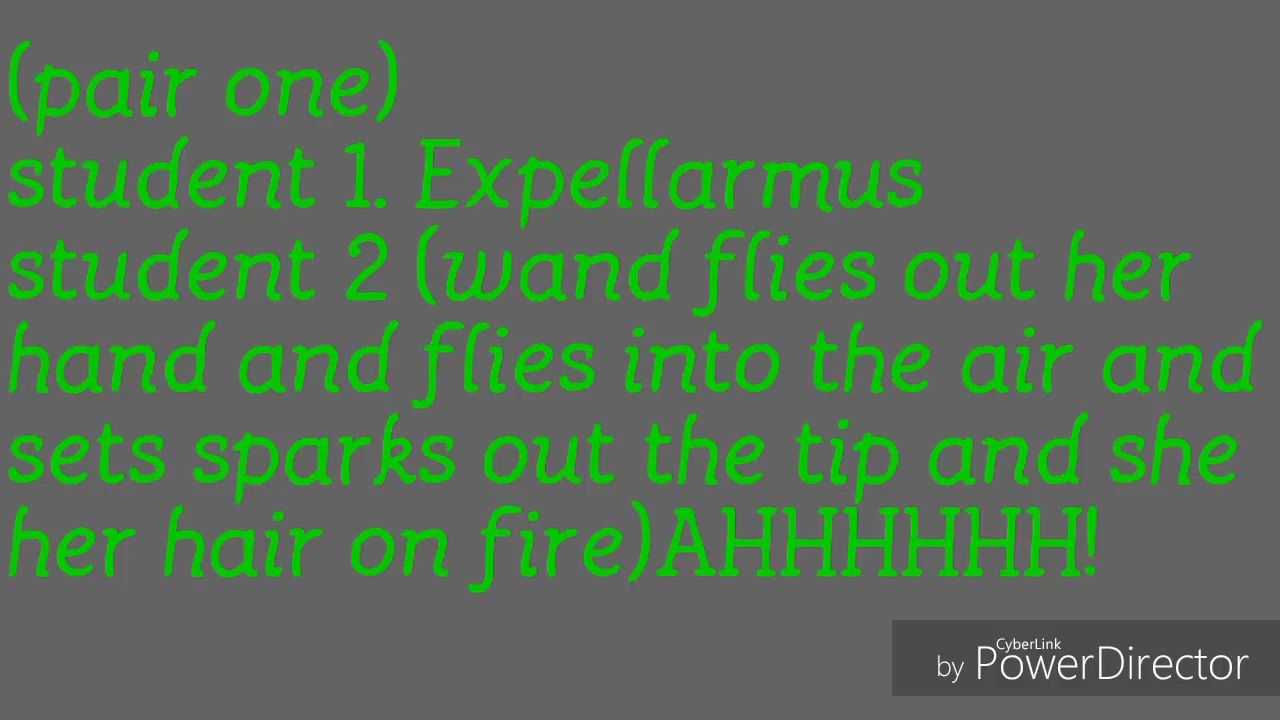 (pair one)
student 1. Expellarmus
student 2 (wand flies out her
hand and flies into the air and
sets sparks out the tip and she
her hair on fire)AHHHHHH!
CyberLink
by PowerDirector